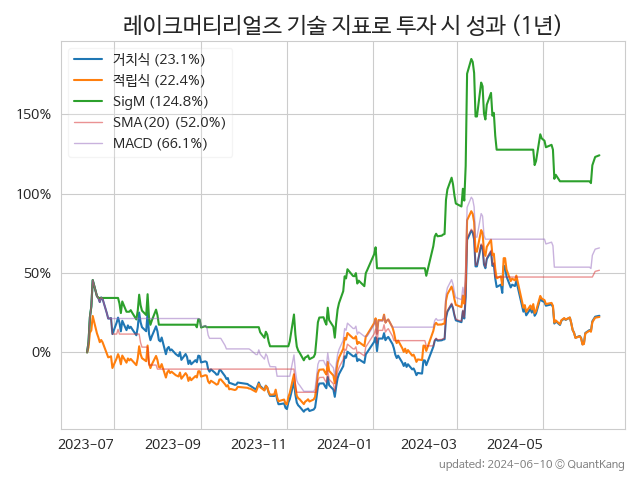 레이크머티리얼즈 기술 지표로 투자 시 성과 (1년)
거치식 (23.1%)
적립식 (22.4%)
SigM (124.8%)
SMA(20) (52.0%)
MACD (66.1%)
150%
100%
50%
0%
2023-07 2023-09 2023-11 2024-01 2024-03 2024-05
updated: 2024-06-10 © QuantKang